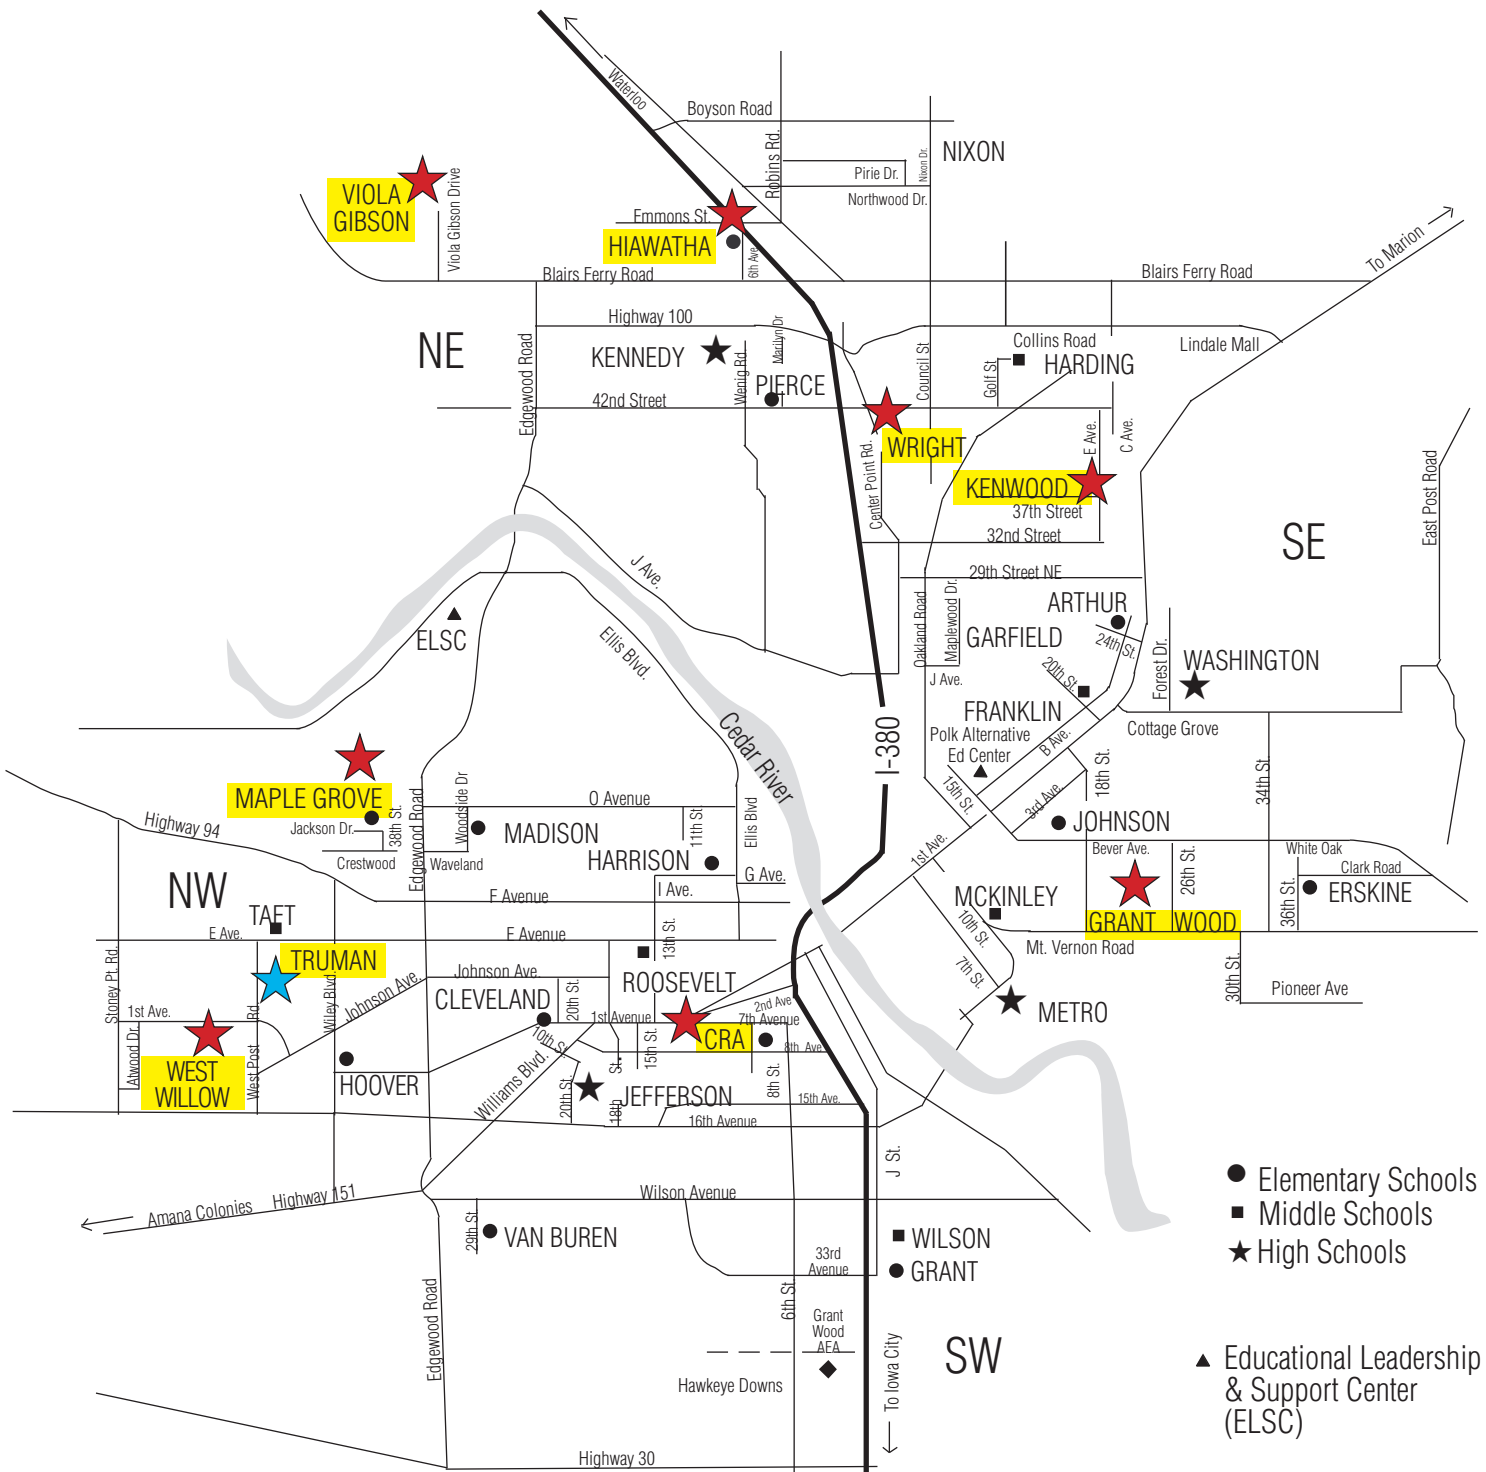 Waterloo
Boyson Road
Robins Rd.
NIXON
Nixon Dr.
Pirie Dr.
Northwood Dr.
VIOLA
GIBSON
Viola Gibson Drive
Emmons St.
HIAWATHA
6th Ave
To Marion
Blairs Ferry Road
Blairs Ferry Road
NE
Edgewood Road
Highway 100
KENNEDY
Wenig Rd.
Marilyn Dr
PIERCE
42nd Street
Council St
Golf St
Collins Road
HARDING
Lindale Mall
WRIGHT
Center Point Rd.
E Ave.
C Ave.
KENWOOD
37th Street
32nd Street
East Post Road
SE
29th Street NE
J Ave.
ELSC
Ellis Blvd.
Oakland Road
Maplewood Dr.
ARTHUR
GARFIELD
24th St.
J Ave.
20th St.
Forest Dr.
WASHINGTON
FRANKLIN
Polk Alternative
Ed Center
B Ave.
Cottage Grove
I-380
Cedar River
15th St.
3rd Ave.
18th St.
34th St.
MAPLE GROVE
Jackson Dr.
38th St.
Crestwood
Edgewood Road
Woodside Dr
O Avenue
MADISON
Waveland
11th St.
Ellis Blvd
HARRISON
G Ave.
I Ave.
Highway 94
NW
F Avenue
1st Ave.
JOHNSON
Bever Ave.
26th St.
White Oak
Clark Road
36th St.
ERSKINE
MCKINLEY
10th St.
GRANT WOOD
Mt. Vernon Road
7th St.
30th St.
Pioneer Ave
METRO
TAFT
E Ave.
E Avenue
13th St.
TRUMAN
Stoney Pt. Rd.
Wiley Blvd.
Johnson Ave.
Johnson Ave.
CLEVELAND
20th St.
ROOSEVELT
1st Ave.
1st Avenue
2nd Ave
7th Avenue
CRA
8th Ave.
10th St.
15th St.
Atwood Dr.
WEST
WILLOW
West Post Rd
HOOVER
Williams Blvd.
20th St.
18th St.
JEFFERSON
8th St.
15th Ave.
16th Avenue
J St.
Amana Colonies
Highway 151
Wilson Avenue
29th St.
VAN BUREN
WILSON
GRANT
33rd
Avenue
6th St.
Edgewood Road
Grant
Wood
AEA
Hawkeye Downs
To Iowa City
SW
Highway 30
Elementary Schools
Middle Schools
High Schools
Educational Leadership
& Support Center
(ELSC)